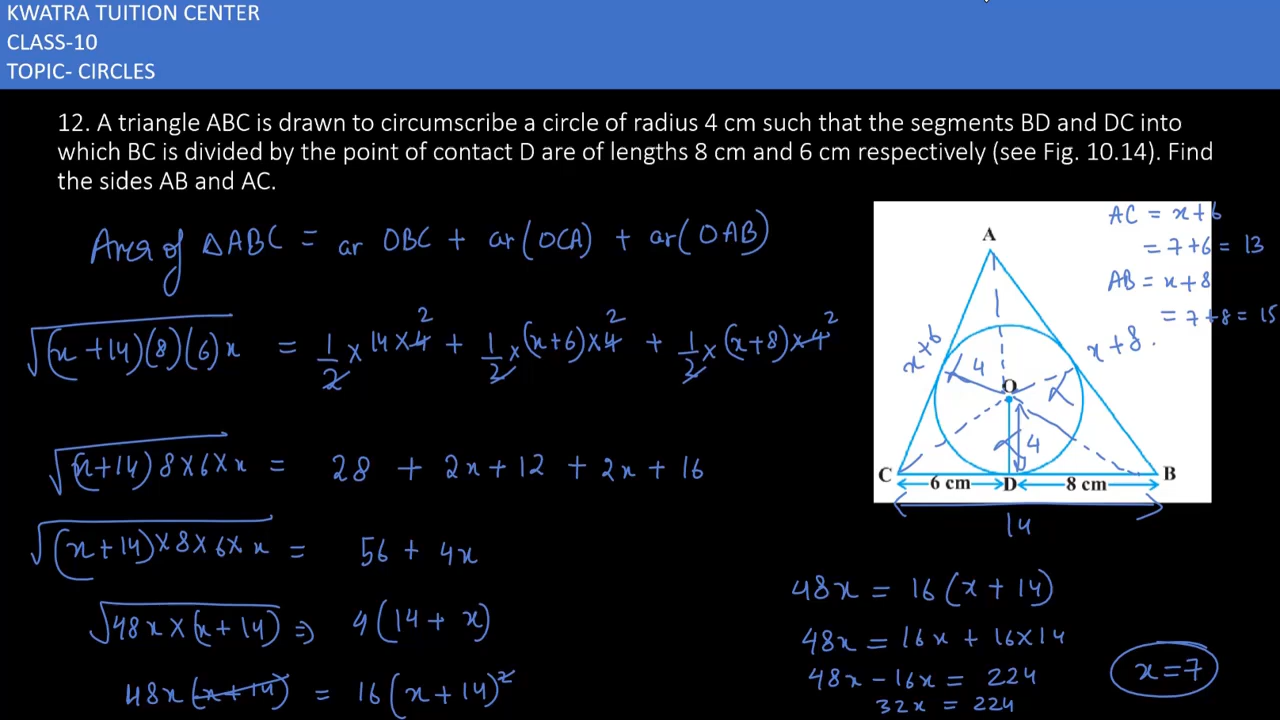 KWATRA TUITION CENTER
CLASS-10
TOPIC- CIRCLES
12. A triangle ABC is drawn to circumscribe a circle of radius 4 cm such that the segments BD and DC into
which BC is divided by the point of contact D are of lengths 8 cm and 6 cm respectively (see Fig. 10.14). Find
the sides AB and AC.
Area of △ABC = ar OBC + ar(OCA) + ar(OAB)
√(x+14)(8)(6)x = 1/2 × 14 × 4 2 + 1/2 × (x+6) × 4 2 + 1/2 × (x+8) × 4 2
√(x+14) 8×6×x = 28 + 2x + 12 + 2x + 16
√(x+14)×8×6×x = 56 + 4x
√48x×(x+14) ⇒ 4(14+x)
48x(x+14) = 16(x+14)²
AC = x+6
= 7+6 = 13
AB = x+8
= 7+8 = 15
A
x+6
x+8
4
O
4
C
6 cm
D
8 cm
B
14
48x = 16(x+14)
48x = 16x + 16×14
48x − 16x = 224
32x = 224
x=7